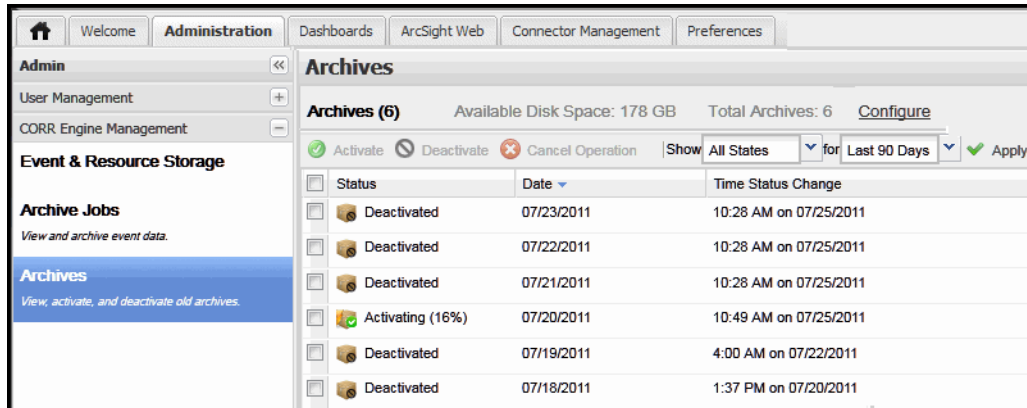 Welcome Administration Dashboards ArcSight Web Connector Management Preferences
Admin
User Management
CORR Engine Management
Event & Resource Storage
Archive Jobs
View and archive event data.
Archives
View, activate, and deactivate old archives.
Archives
Archives (6) Available Disk Space: 178 GB Total Archives: 6 Configure
Activate Deactivate Cancel Operation Show All States for Last 90 Days Apply
Status Date Time Status Change
Deactivated 07/23/2011 10:28 AM on 07/25/2011
Deactivated 07/22/2011 10:28 AM on 07/25/2011
Deactivated 07/21/2011 10:28 AM on 07/25/2011
Activating (16%) 07/20/2011 10:49 AM on 07/25/2011
Deactivated 07/19/2011 4:00 AM on 07/22/2011
Deactivated 07/18/2011 1:37 PM on 07/20/2011